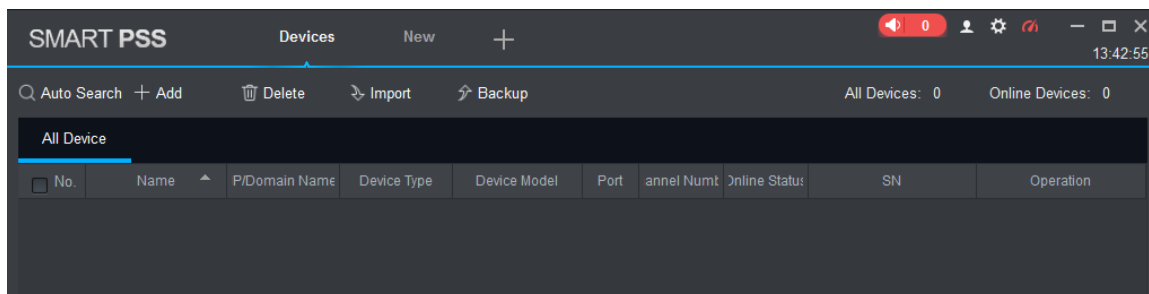 SMART PSS Devices New 0
13:42:55
Auto Search Add Delete Import Backup All Devices: 0 Online Devices: 0
All Device
No. Name P/Domain Name Device Type Device Model Port annel Numb Online Status SN Operation